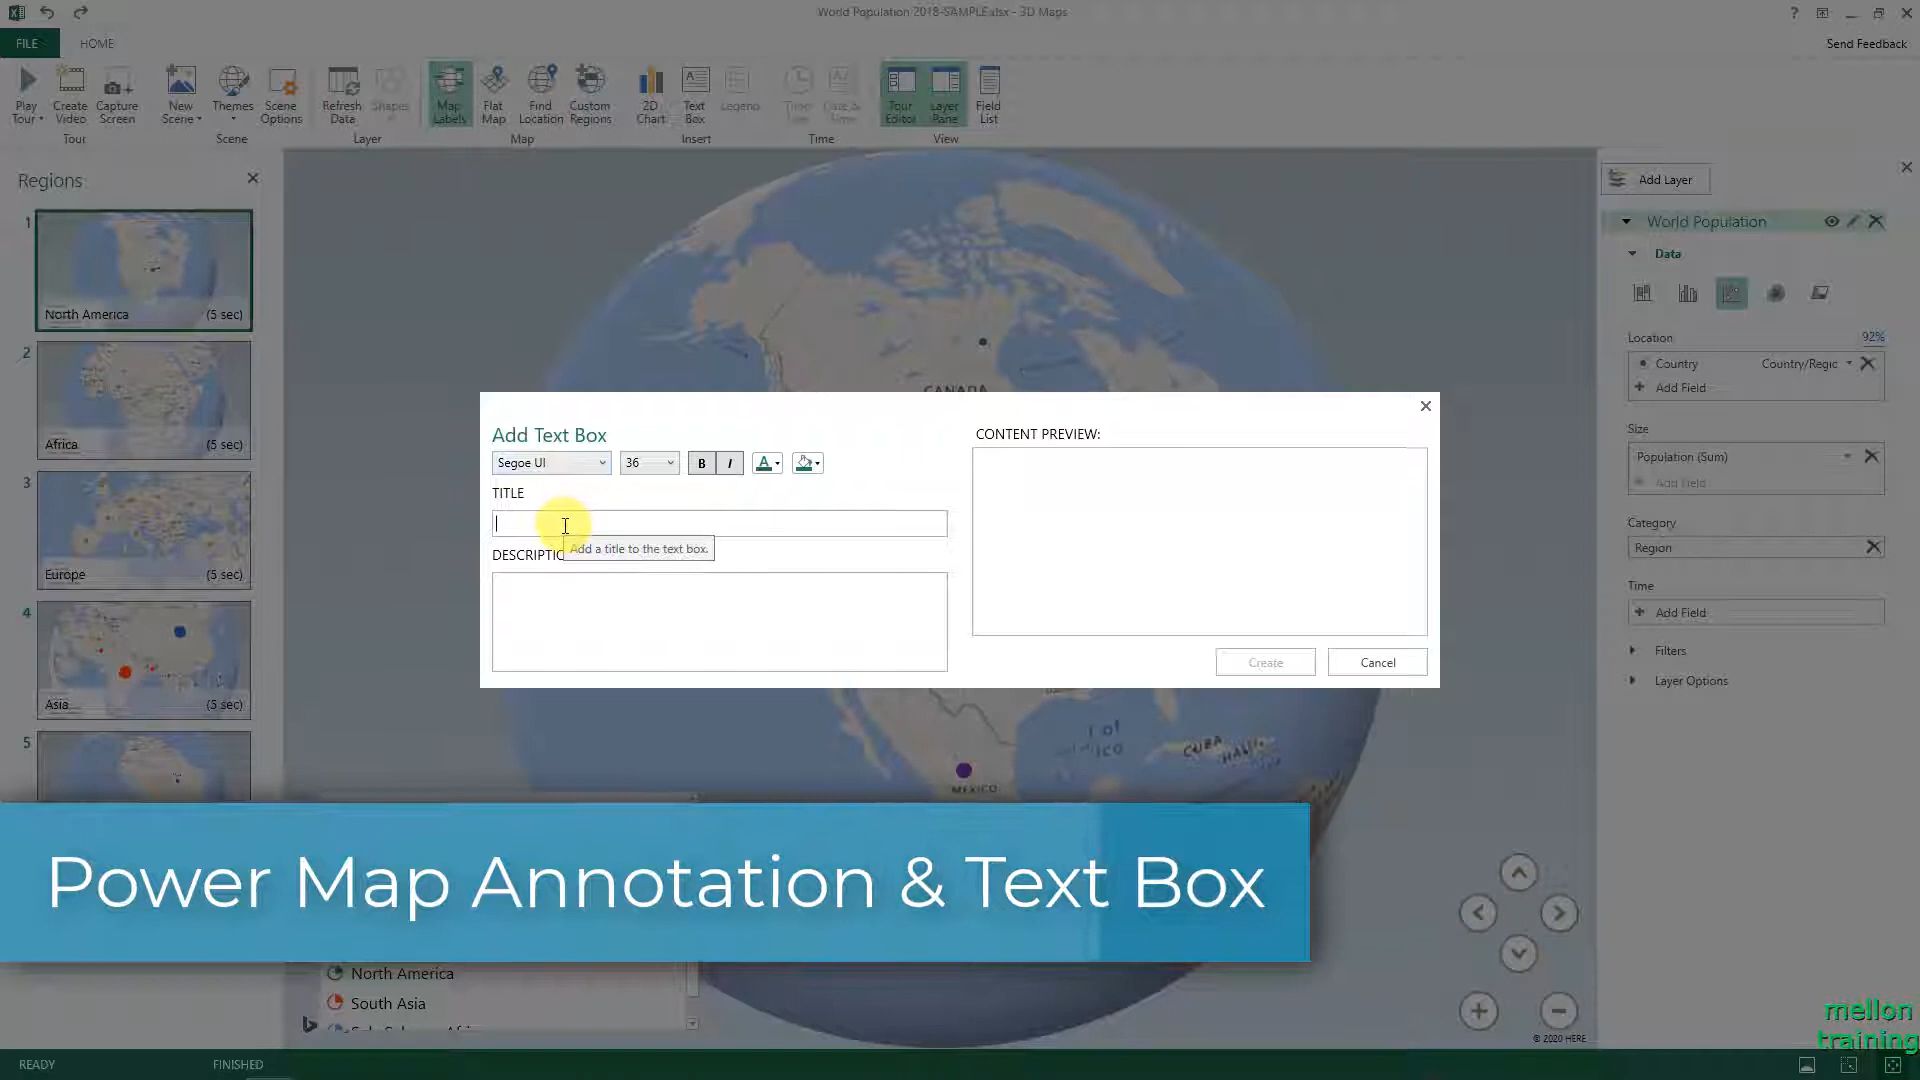 World Population 2018-SAMPLE.xlsx - 3D Maps
FILE
HOME
Send Feedback
Play Tour
Create Video
Capture Screen
New Scene
Themes
Scene Options
Refresh Data
Shapes
Map Labels
Flat Map
Find Location
Custom Regions
2D Chart
Text Box
Legend
Tour Editor
Layer Pane
Field List
Tour
Scene
Layer
Map
Insert
Time
View
Regions
1
North America (5 sec)
2
Africa (5 sec)
3
Europe (5 sec)
4
Asia (5 sec)
5
CANADA
MEXICO
CUBA
Add Text Box
Segoe UI
36
B
I
A
TITLE
Add a title to the text box.
DESCRIPTIO
CONTENT PREVIEW:
Create
Cancel
Add Layer
World Population
Data
Location 92%
Country Country/Regic
Add Field
Size
Population (Sum)
Add Field
Category
Region
Time
Add Field
Filters
Layer Options
Power Map Annotation & Text Box
North America
South Asia
© 2020 HERE
mellon
training
READY
FINISHED